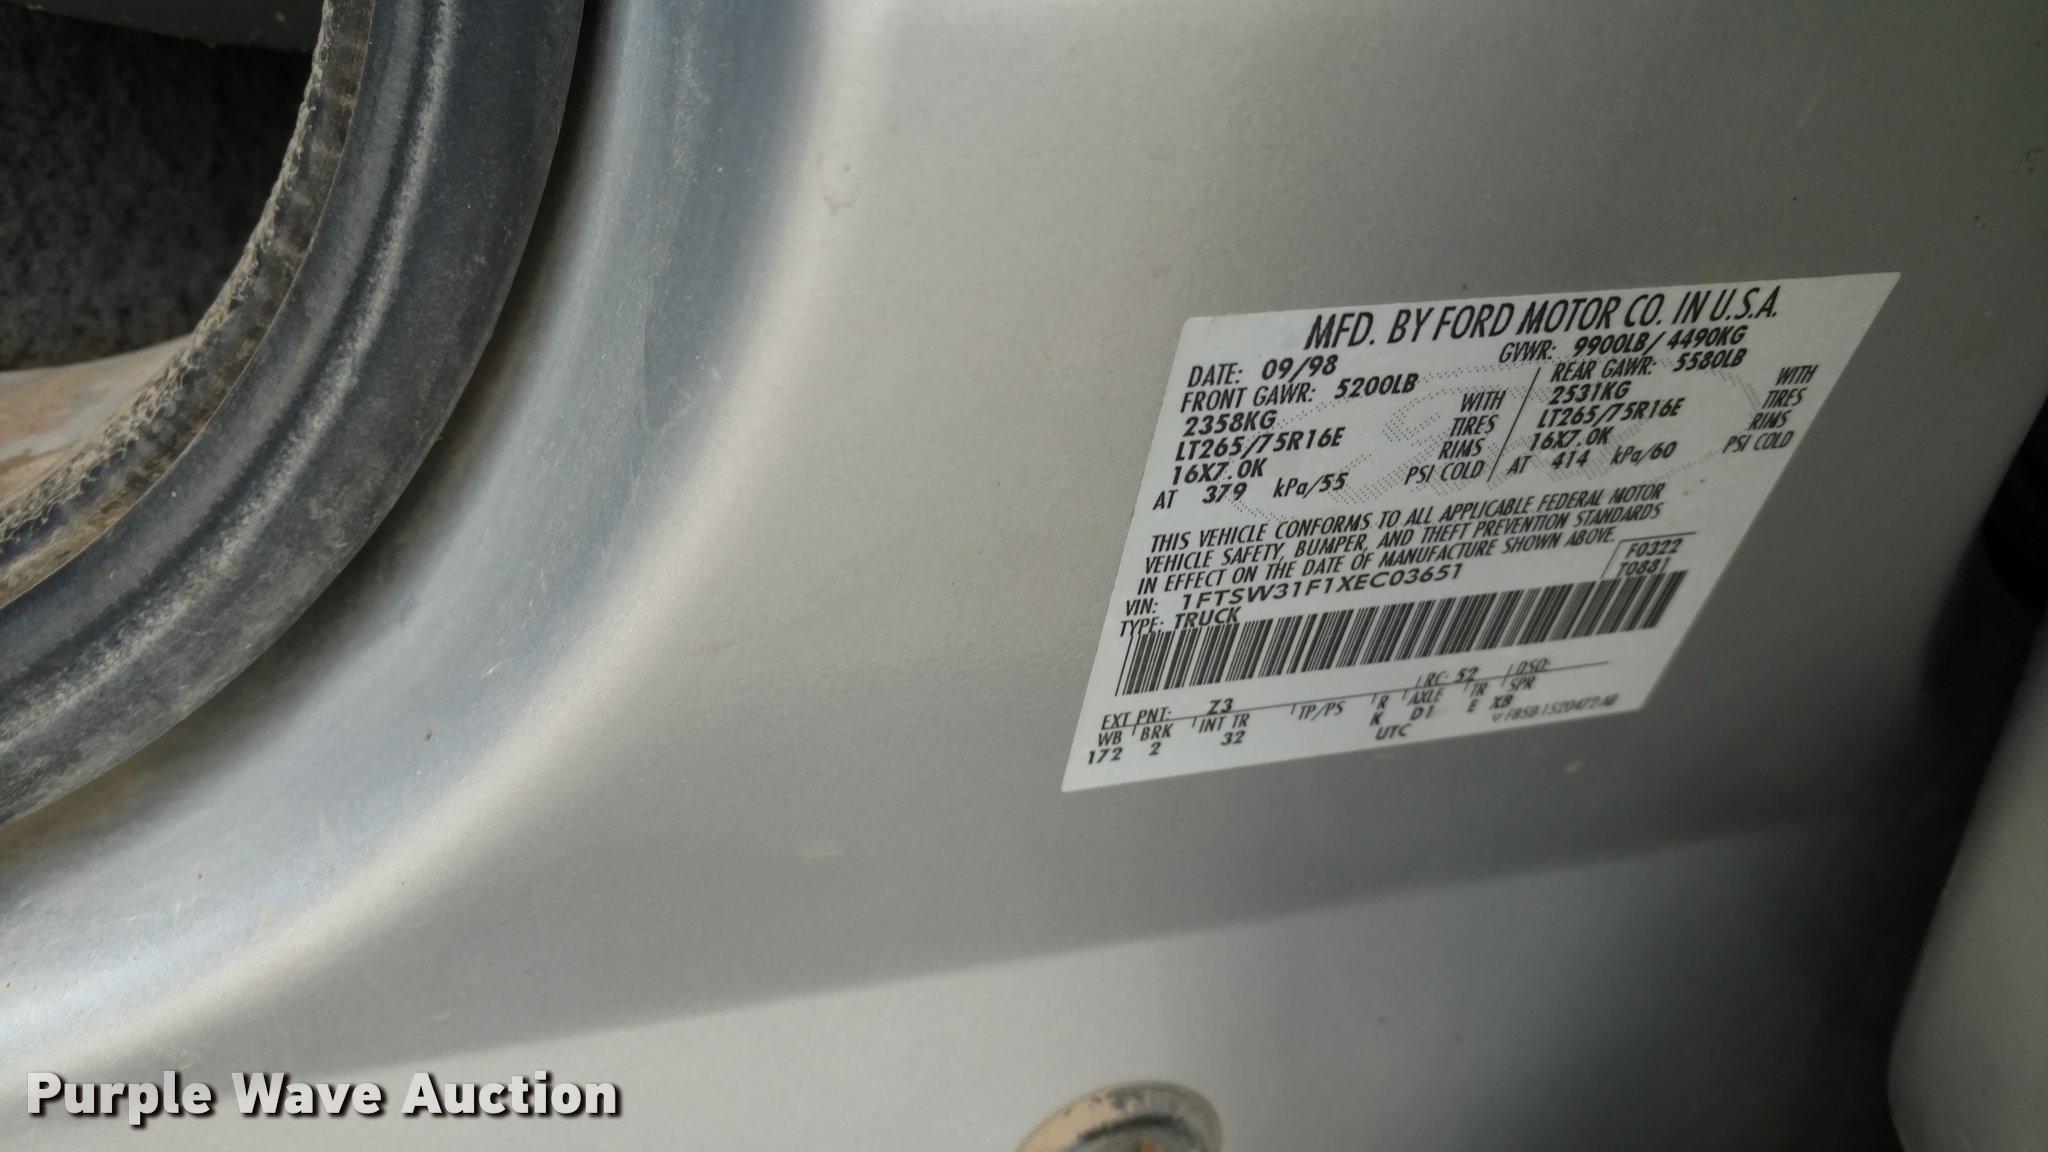 MFD. BY FORD MOTOR CO. IN U.S.A.
DATE: 09/98 GVWR: 9900LB/ 4490KG
FRONT GAWR: 5200LB REAR GAWR: 5580LB
2358KG WITH 2531KG WITH
LT265/75R16E TIRES LT265/75R16E TIRES
16X7.0K RIMS 16X7.0K RIMS
AT 379 kPa/55 PSI COLD AT 414 kPa/60 PSI COLD
THIS VEHICLE CONFORMS TO ALL APPLICABLE FEDERAL MOTOR
VEHICLE SAFETY, BUMPER, AND THEFT PREVENTION STANDARDS
IN EFFECT ON THE DATE OF MANUFACTURE SHOWN ABOVE.
F0322
VIN: 1FTSW31F1XEC03651 T0881
TYPE: TRUCK
EXT PNT: Z3 RC: 52 DSO:
WB BRK INT TR TP/PS R AXLE TR SPR
172 2 32 K D1 E XB
UTC F85B-1520472-AB
Purple Wave Auction